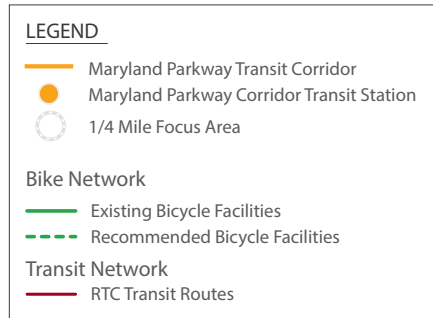 LEGEND
Maryland Parkway Transit Corridor
Maryland Parkway Corridor Transit Station
1/4 Mile Focus Area
Bike Network
Existing Bicycle Facilities
Recommended Bicycle Facilities
Transit Network
RTC Transit Routes